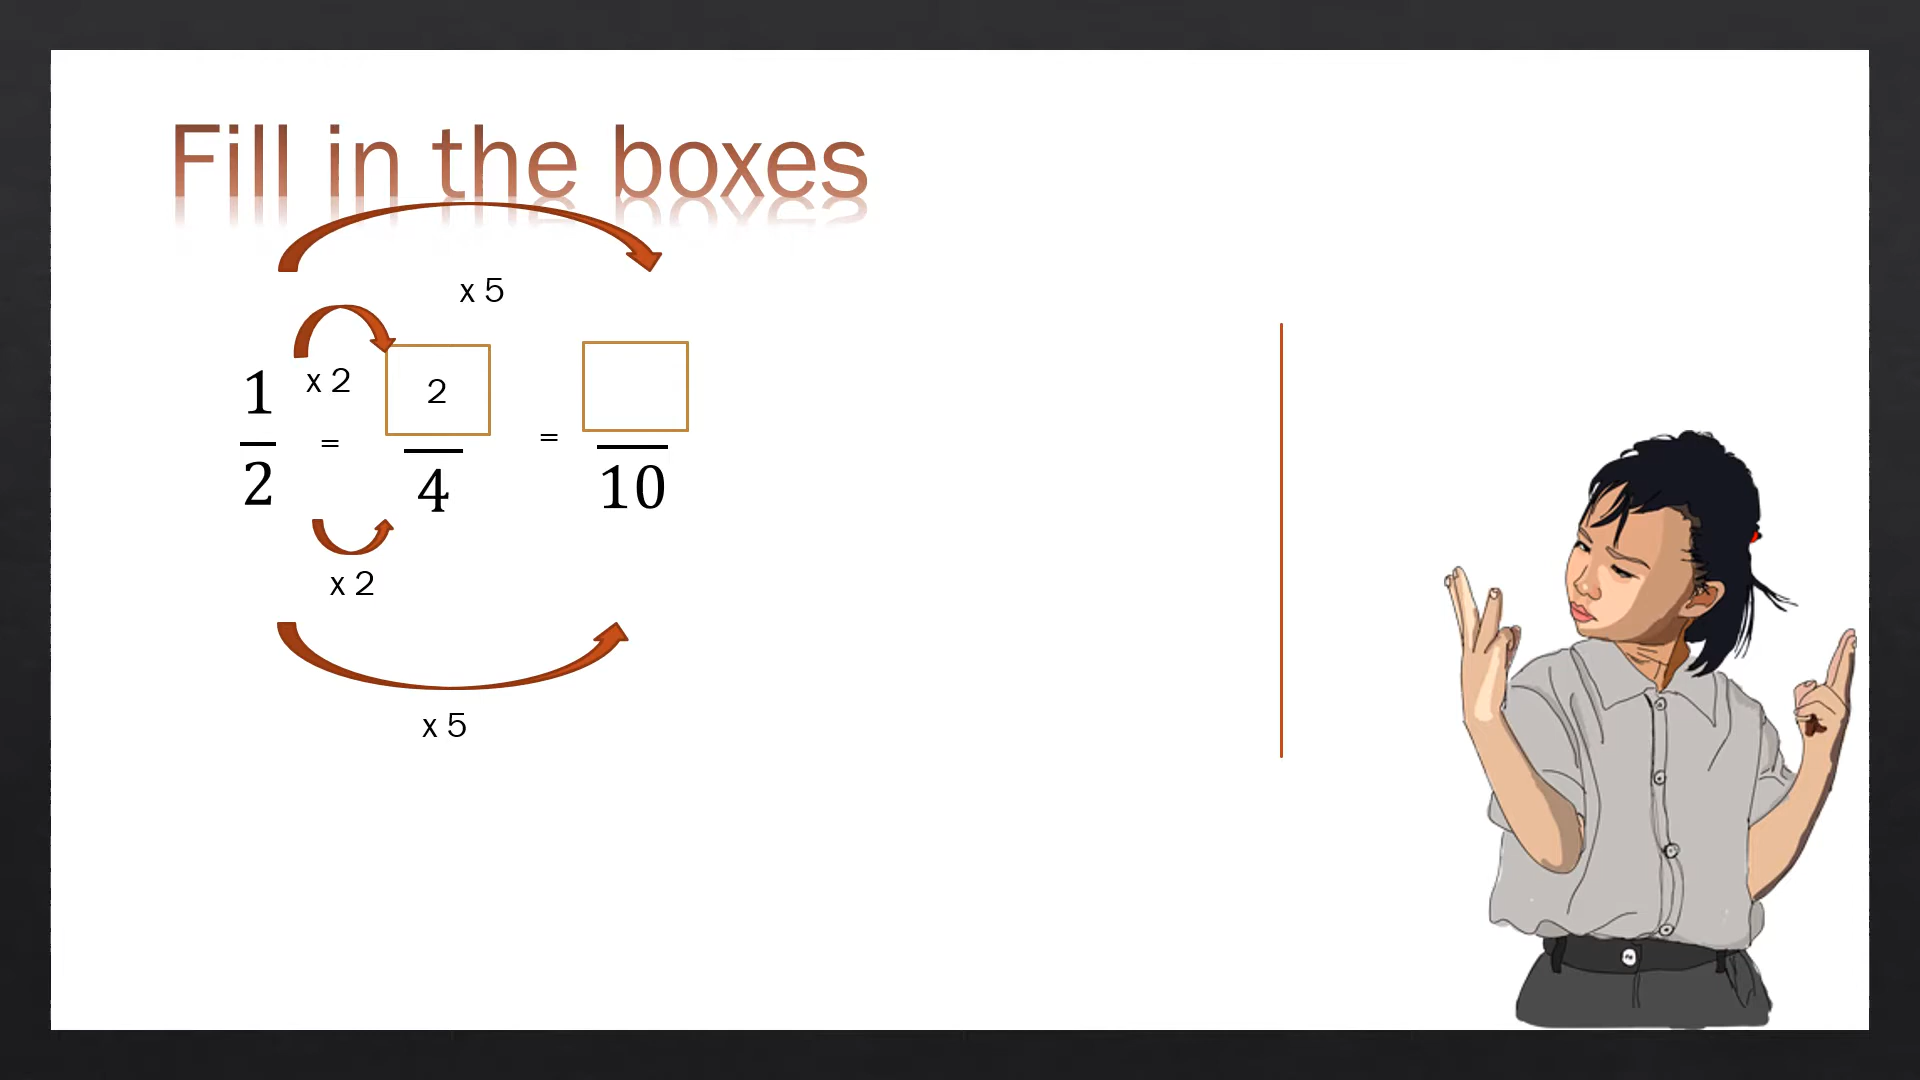 Fill in the boxes
x 5
1 x 2 2
= =
2 4 10
x 2
x 5